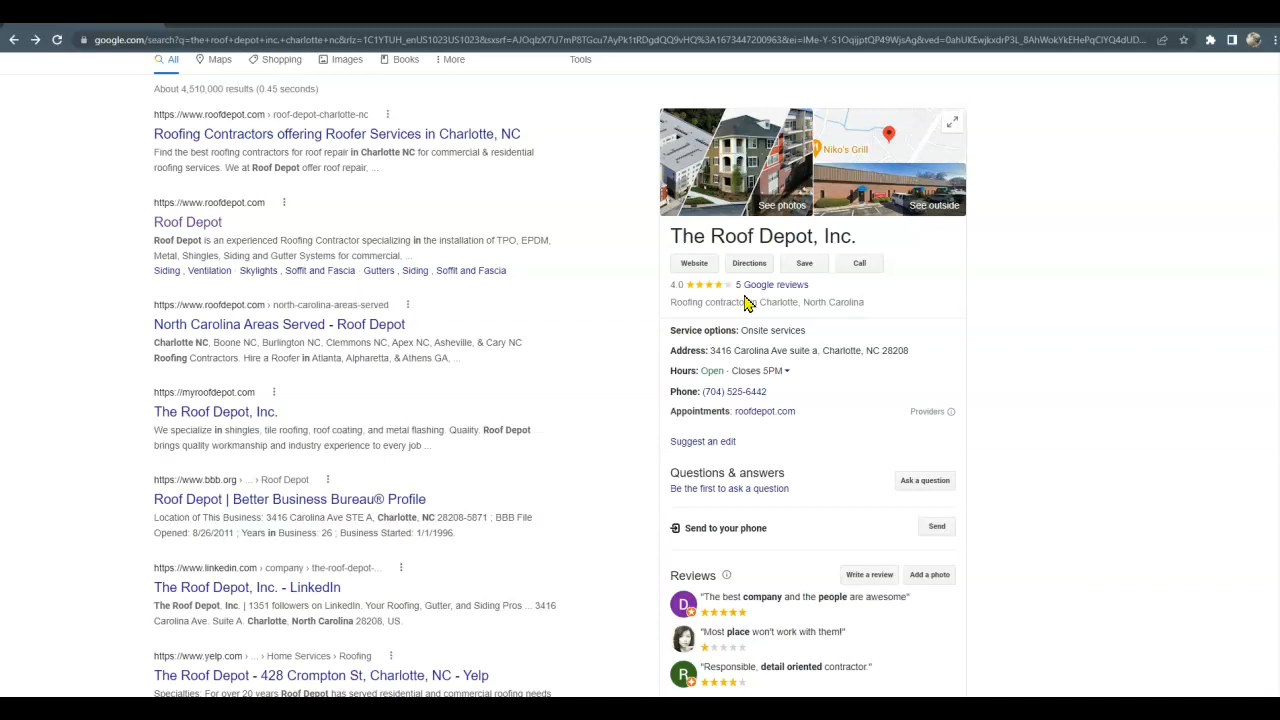 google.com/search?q=the+roof+depot+inc.+charlotte+nc&rlz=1C1YTUH_enUS1023US1023&sxsrf=
All Maps Shopping Images Books More Tools
About 4,510,000 results (0.45 seconds)
https://www.roofdepot.com › roof-depot-charlotte-nc
Roofing Contractors offering Roofer Services in Charlotte, NC
Find the best roofing contractors for roof repair in Charlotte NC for commercial & residential
roofing services. We at Roof Depot offer roof repair, ...
https://www.roofdepot.com
Roof Depot
Roof Depot is an experienced Roofing Contractor specializing in the installation of TPO, EPDM,
Metal, Shingles, Siding and Gutter Systems for commercial, ...
Siding , Ventilation · Skylights , Soffit and Fascia · Gutters , Siding , Soffit and Fascia
https://www.roofdepot.com › north-carolina-areas-served
North Carolina Areas Served - Roof Depot
Charlotte NC, Boone NC, Burlington NC, Clemmons NC, Apex NC, Asheville, & Cary NC
Roofing Contractors. Hire a Roofer in Atlanta, Alpharetta, & Athens GA, ...
https://myroofdepot.com
The Roof Depot, Inc.
We specialize in shingles, tile roofing, roof coating, and metal flashing. Quality. Roof Depot
brings quality workmanship and industry experience to every job ...
https://www.bbb.org › ... › Roof Depot
Roof Depot | Better Business Bureau® Profile
Location of This Business: 3416 Carolina Ave STE A, Charlotte, NC 28208-5871 ; BBB File
Opened: 8/26/2011 ; Years in Business: 26 ; Business Started: 1/1/1996.
https://www.linkedin.com › company › the-roof-depot-...
The Roof Depot, Inc. - LinkedIn
The Roof Depot, Inc. | 1351 followers on LinkedIn. Your Roofing, Gutter, and Siding Pros ... 3416
Carolina Ave. Suite A. Charlotte, North Carolina 28208, US.
https://www.yelp.com › ... › Home Services › Roofing
The Roof Depot - 428 Crompton St, Charlotte, NC - Yelp
Specialties: For over 20 years Roof Depot has served residential and commercial roofing needs
Niko's Grill
See photos
See outside
The Roof Depot, Inc.
Website Directions Save Call
4.0 5 Google reviews
Roofing contractor in Charlotte, North Carolina
Service options: Onsite services
Address: 3416 Carolina Ave suite a, Charlotte, NC 28208
Hours: Open · Closes 5PM
Phone: (704) 525-6442
Appointments: roofdepot.com
Providers
Suggest an edit
Questions & answers
Be the first to ask a question
Ask a question
Send to your phone
Send
Reviews
Write a review
Add a photo
D
"The best company and the people are awesome"
"Most place won't work with them!"
R
"Responsible, detail oriented contractor."